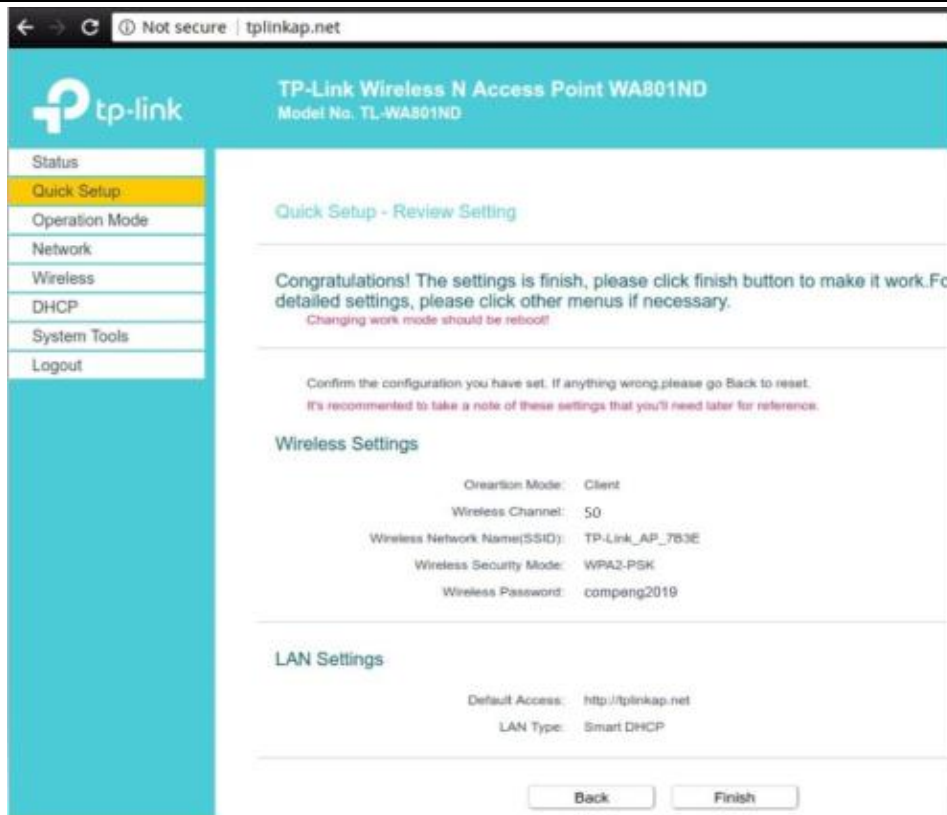 Not secure | tplinkap.net
tp-link
TP-Link Wireless N Access Point WA801ND
Model No. TL-WA801ND
Status
Quick Setup
Operation Mode
Network
Wireless
DHCP
System Tools
Logout
Quick Setup - Review Setting
Congratulations! The settings is finish, please click finish button to make it work.Fo
detailed settings, please click other menus if necessary.
Changing work mode should be reboot!
Confirm the configuration you have set. If anything wrong,please go Back to reset.
It's recommented to take a note of these settings that you'll need later for reference.
Wireless Settings
Oreartion Mode: Client
Wireless Channel: 50
Wireless Network Name(SSID): TP-Link_AP_7B3E
Wireless Security Mode: WPA2-PSK
Wireless Password: compeng2019
LAN Settings
Default Access: http://tplinkap.net
LAN Type: Smart DHCP
Back Finish